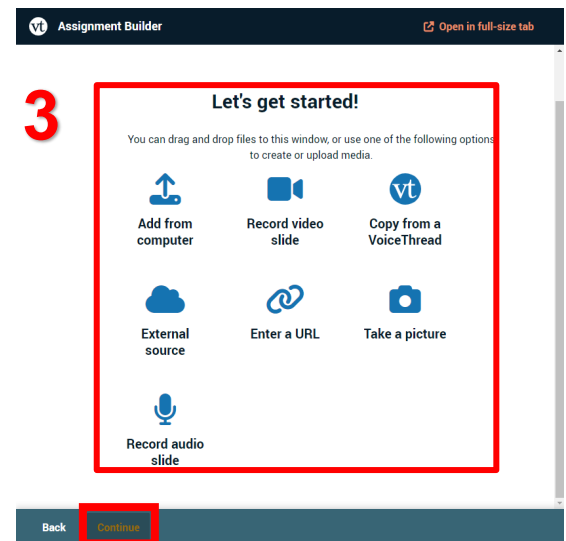 vt Assignment Builder
Open in full-size tab
3
Let's get started!
You can drag and drop files to this window, or use one of the following options
to create or upload media.
Add from
computer
Record video
slide
vt
Copy from a
VoiceThread
External
source
Enter a URL
Take a picture
Record audio
slide
Back
Continue